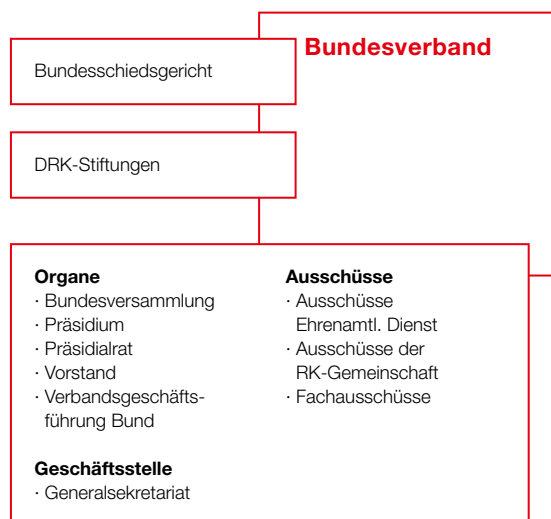 Bundesverband
Bundesschiedsgericht
DRK-Stiftungen
Organe
· Bundesversammlung
· Präsidium
· Präsidialrat
· Vorstand
· Verbandsgeschäfts-
führung Bund
Geschäftsstelle
· Generalsekretariat
Ausschüsse
· Ausschüsse
Ehrenamtl. Dienst
· Ausschüsse der
RK-Gemeinschaft
· Fachausschüsse